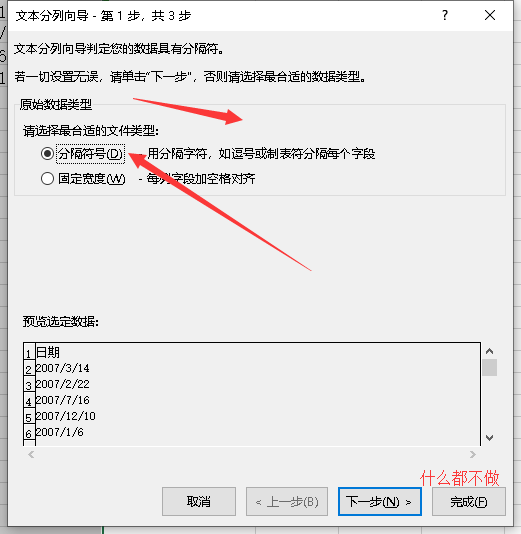 文本分列向导 - 第 1 步，共 3 步
文本分列向导判定您的数据具有分隔符。
若一切设置无误，请单击“下一步”，否则请选择最合适的数据类型。
原始数据类型
请选择最合适的文件类型:
分隔符号(D) - 用分隔字符，如逗号或制表符分隔每个字段
固定宽度(W) - 每列字段加空格对齐
预览选定数据:
1 日期
2 2007/3/14
3 2007/2/22
4 2007/7/16
5 2007/12/10
6 2007/1/6
什么都不做
取消 < 上一步(B) 下一步(N) > 完成(F)